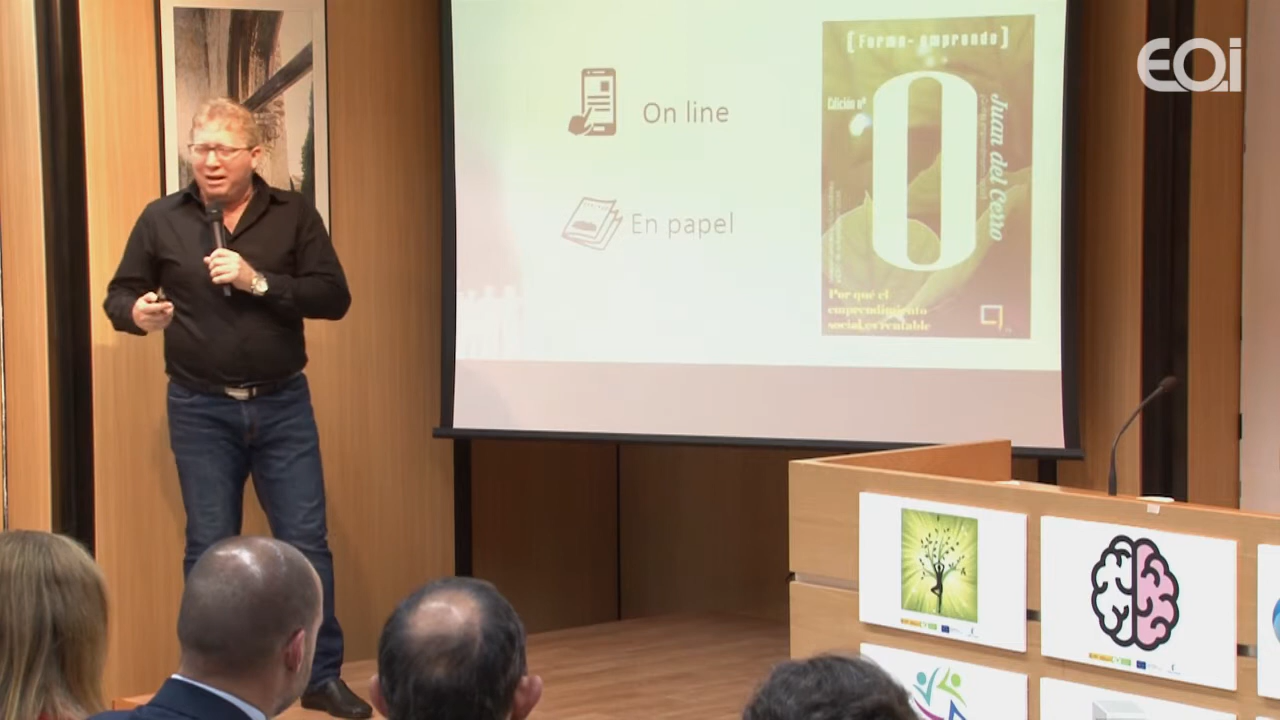 EOi
On line
En papel
[Forma- emprende]
Edición nº
0
Juan del Cerro
Por qué el
emprendimiento
social es rentable